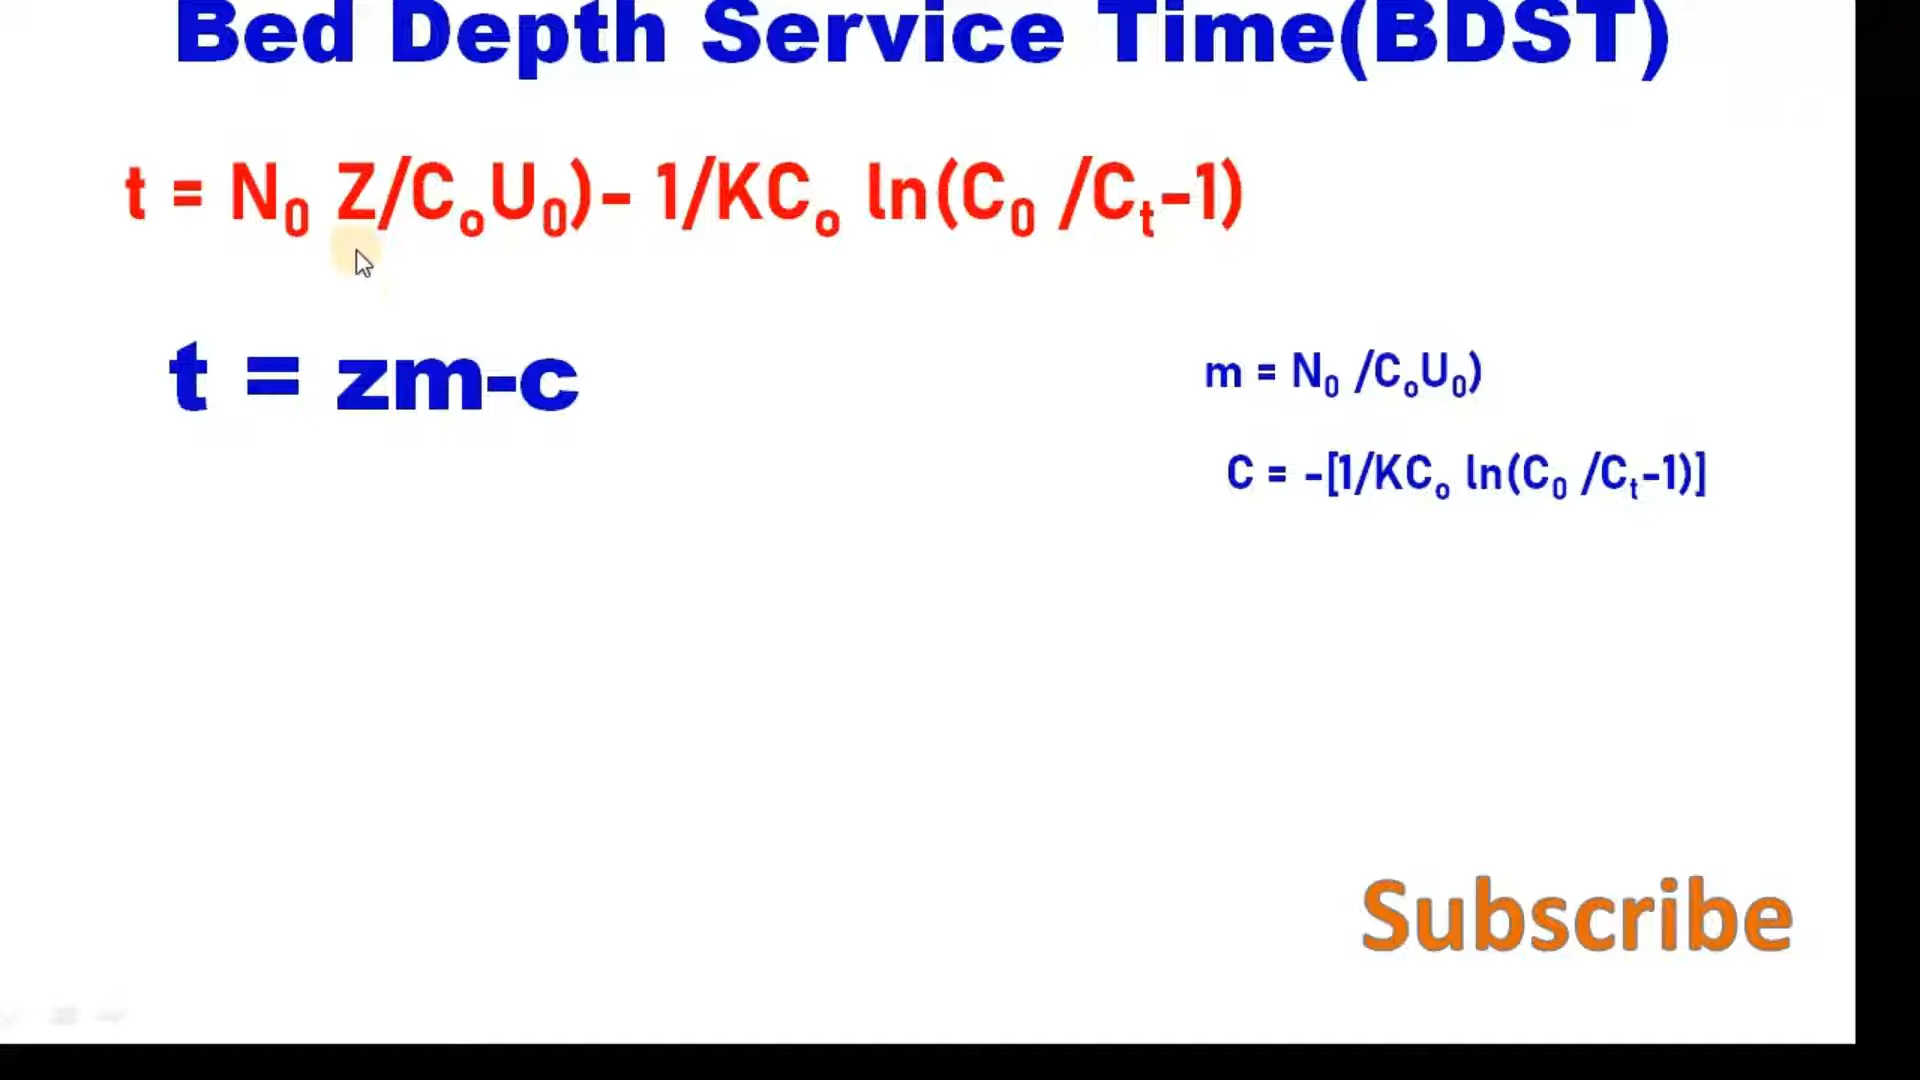 Bed Depth Service Time(BDST)
t = N₀ Z/CₒU₀)- 1/KCₒ ln(C₀ /Cₜ-1)
t = zm-c
m = N₀ /CₒU₀)
C = -[1/KCₒ ln(C₀ /Cₜ-1)]
Subscribe